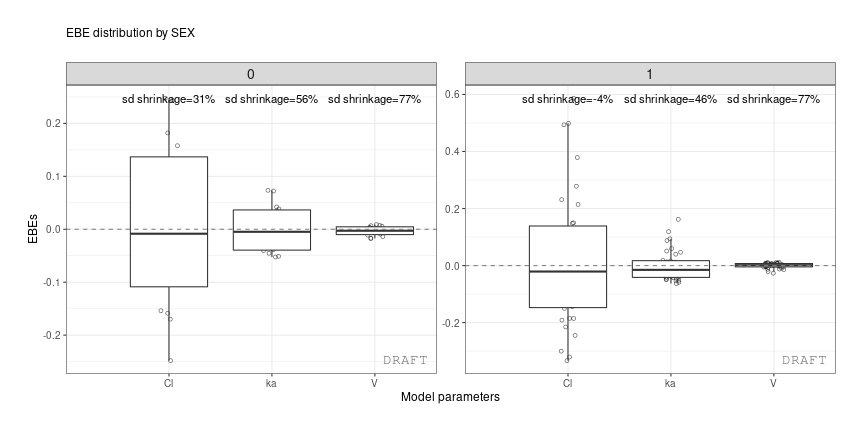 EBE distribution by SEX
0
1
sd shrinkage=31% sd shrinkage=56% sd shrinkage=77%
sd shrinkage=-4% sd shrinkage=46% sd shrinkage=77%
EBEs
0.2
0.1
0.0
-0.1
-0.2
0.6
0.4
0.2
0.0
-0.2
DRAFT
DRAFT
Cl ka V
Cl ka V
Model parameters